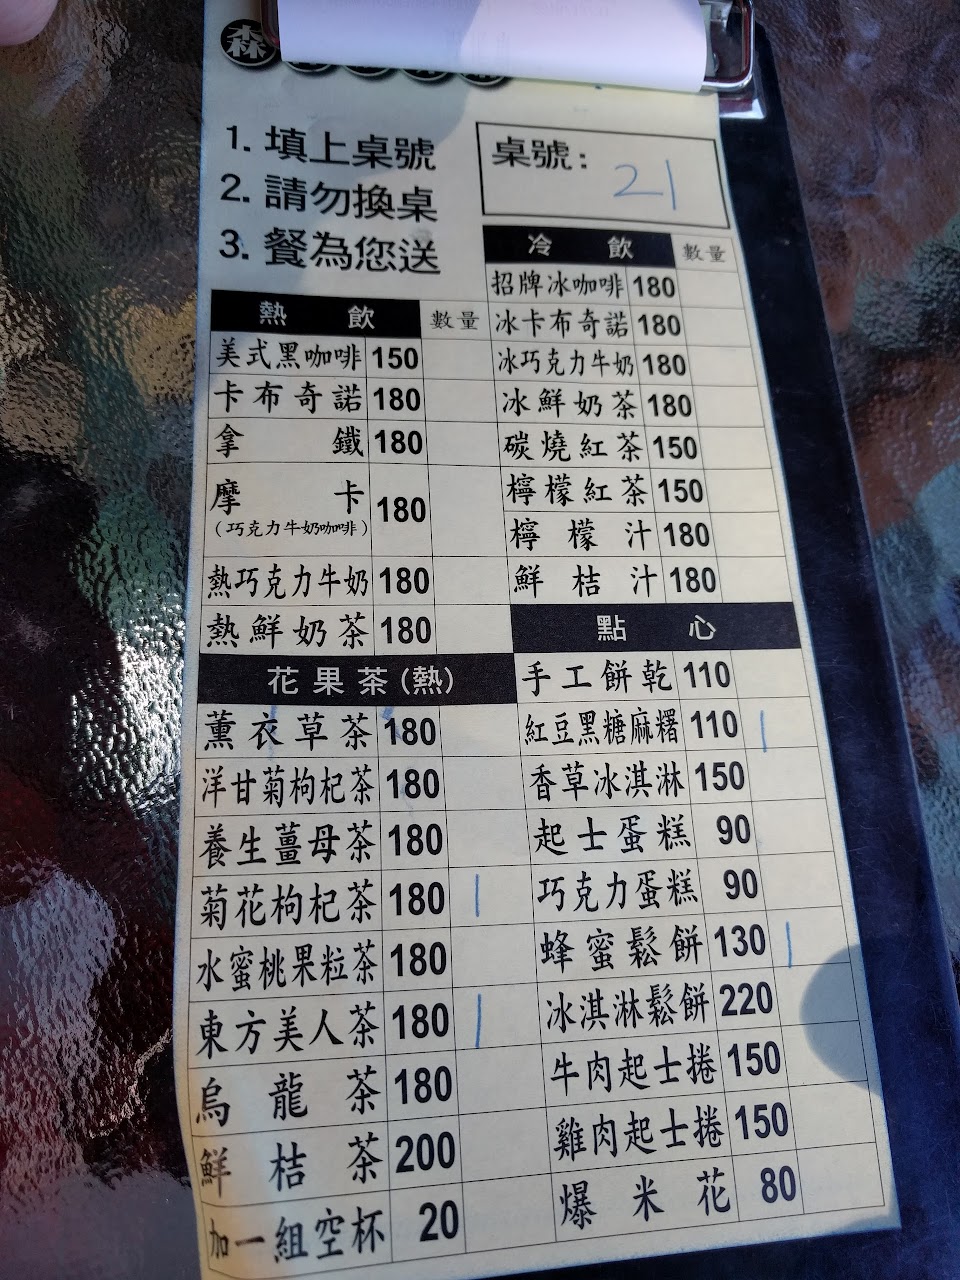 森
1. 填上桌號
2. 請勿換桌
3. 餐為您送
桌號: 21
熱飲 數量
美式黑咖啡 150
卡布奇諾 180
拿鐵 180
摩卡 180
(巧克力牛奶咖啡)
熱巧克力牛奶 180
熱鮮奶茶 180
花果茶(熱)
薰衣草茶 180
洋甘菊枸杞茶 180
養生薑母茶 180
菊花枸杞茶 180 |
水蜜桃果粒茶 180
東方美人茶 180 |
烏龍茶 180
鮮桔茶 200
加一組空杯 20
冷飲 數量
招牌冰咖啡 180
冰卡布奇諾 180
冰巧克力牛奶 180
冰鮮奶茶 180
碳燒紅茶 150
檸檬紅茶 150
檸檬汁 180
鮮桔汁 180
點心
手工餅乾 110
紅豆黑糖麻糬 110 |
香草冰淇淋 150
起士蛋糕 90
巧克力蛋糕 90
蜂蜜鬆餅 130 |
冰淇淋鬆餅 220
牛肉起士捲 150
雞肉起士捲 150
爆米花 80